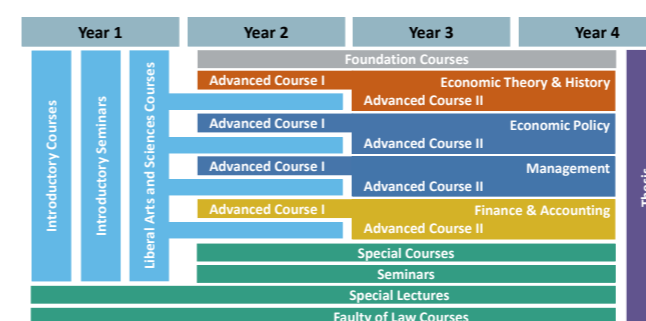 Year 1
Year 2
Year 3
Year 4
Introductory Courses
Introductory Seminars
Liberal Arts and Sciences Courses
Foundation Courses
Advanced Course I
Economic Theory & History
Advanced Course II
Advanced Course I
Economic Policy
Advanced Course II
Advanced Course I
Management
Advanced Course II
Advanced Course I
Finance & Accounting
Advanced Course II
Special Courses
Seminars
Special Lectures
Faulty of Law Courses
Thesis